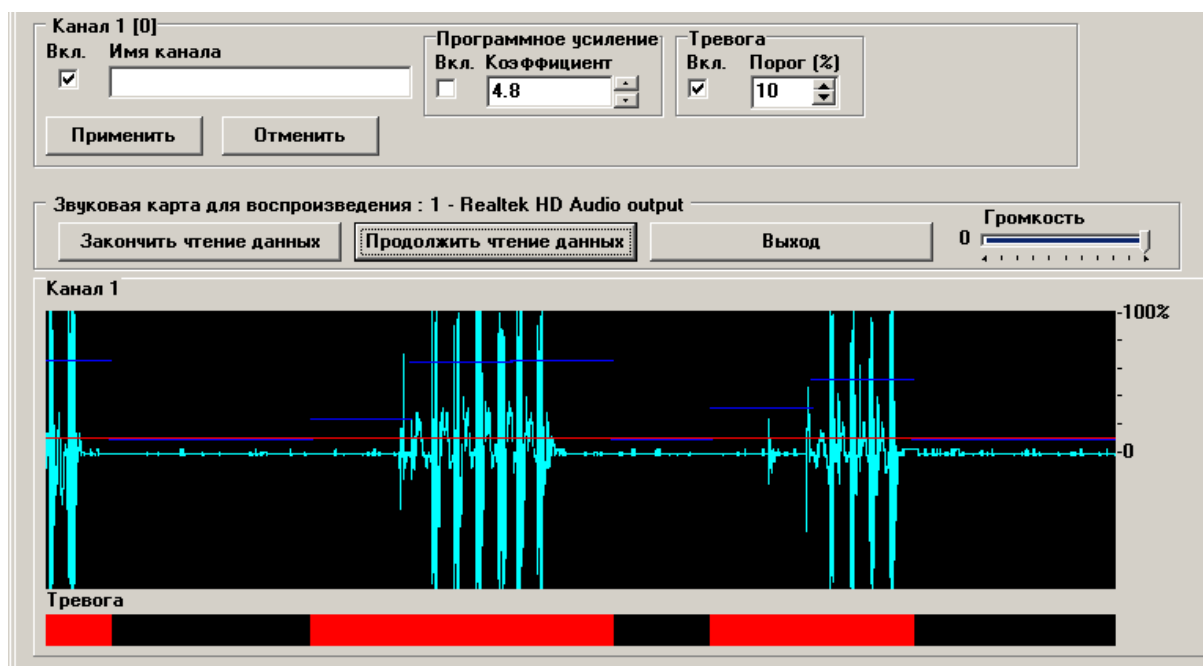 Канал 1 [0]
Вкл. Имя канала
Программное усиление
Вкл. Коэффициент
4.8
Тревога
Вкл. Порог (%)
10
Применить Отменить
Звуковая карта для воспроизведения : 1 - Realtek HD Audio output
Закончить чтение данных Продолжить чтение данных Выход
Громкость
0
Канал 1
-100%
-0
Тревога